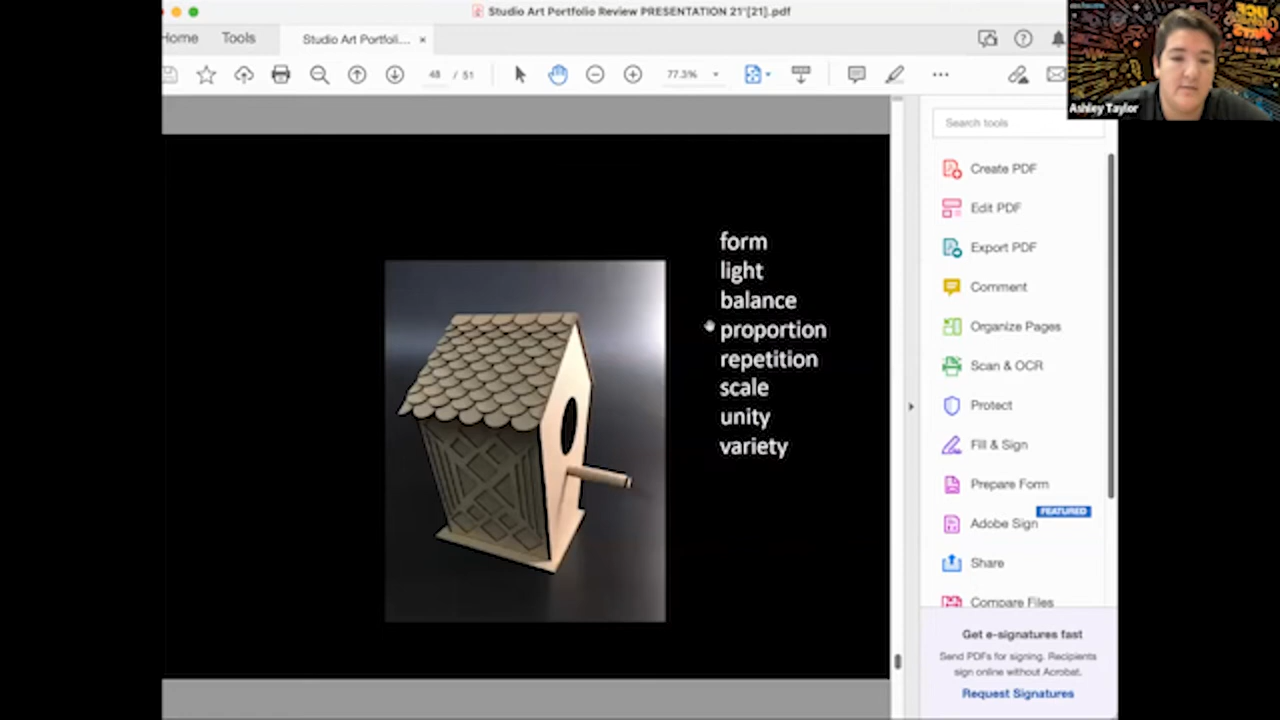 Studio Art Portfolio Review PRESENTATION 21'[21].pdf
Home
Tools
Studio Art Portfoli...
48 / 51
77.3%
Ashley Taylor
Search tools
Create PDF
Edit PDF
Export PDF
Comment
Organize Pages
Scan & OCR
Protect
Fill & Sign
Prepare Form
FEATURED
Adobe Sign
Share
Compare Files
form
light
balance
proportion
repetition
scale
unity
variety
Get e-signatures fast
Send PDFs for signing. Recipients
sign online without Acrobat.
Request Signatures